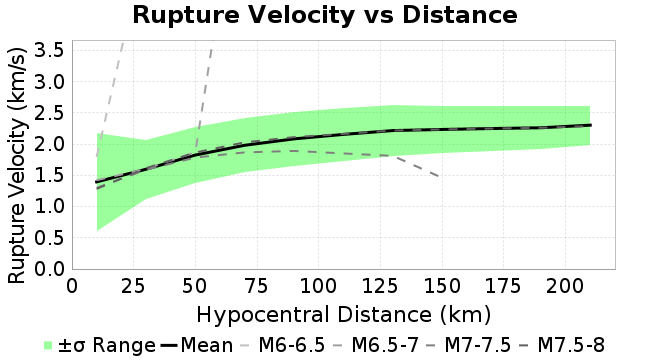 Rupture Velocity vs Distance
Rupture Velocity (km/s)
3.5
3.0
2.5
2.0
1.5
1.0
0.5
0.0
0 25 50 75 100 125 150 175 200
Hypocentral Distance (km)
±σ Range Mean M6-6.5 M6.5-7 M7-7.5 M7.5-8